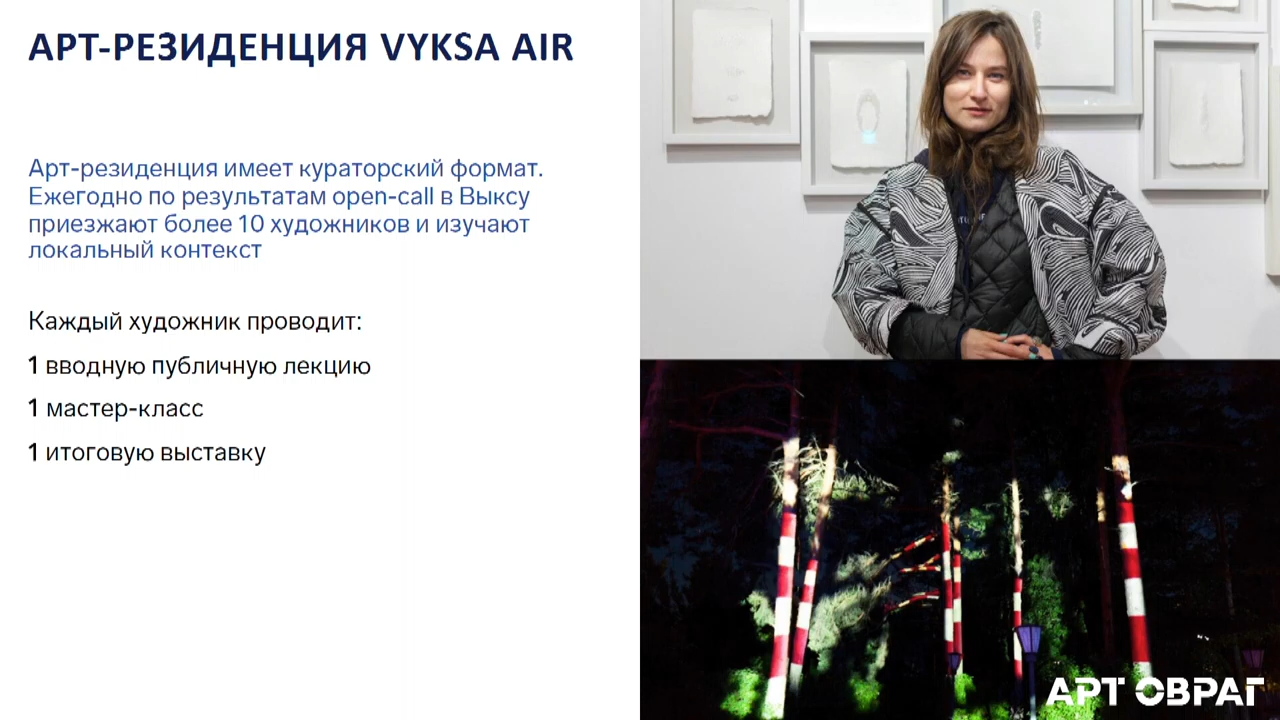 АРТ-РЕЗИДЕНЦИЯ VYKSA AIR
Арт-резиденция имеет кураторский формат.
Ежегодно по результатам open-call в Выксу
приезжают более 10 художников и изучают
локальный контекст
Каждый художник проводит:
1 вводную публичную лекцию
1 мастер-класс
1 итоговую выставку
АРТ ОВРАГ